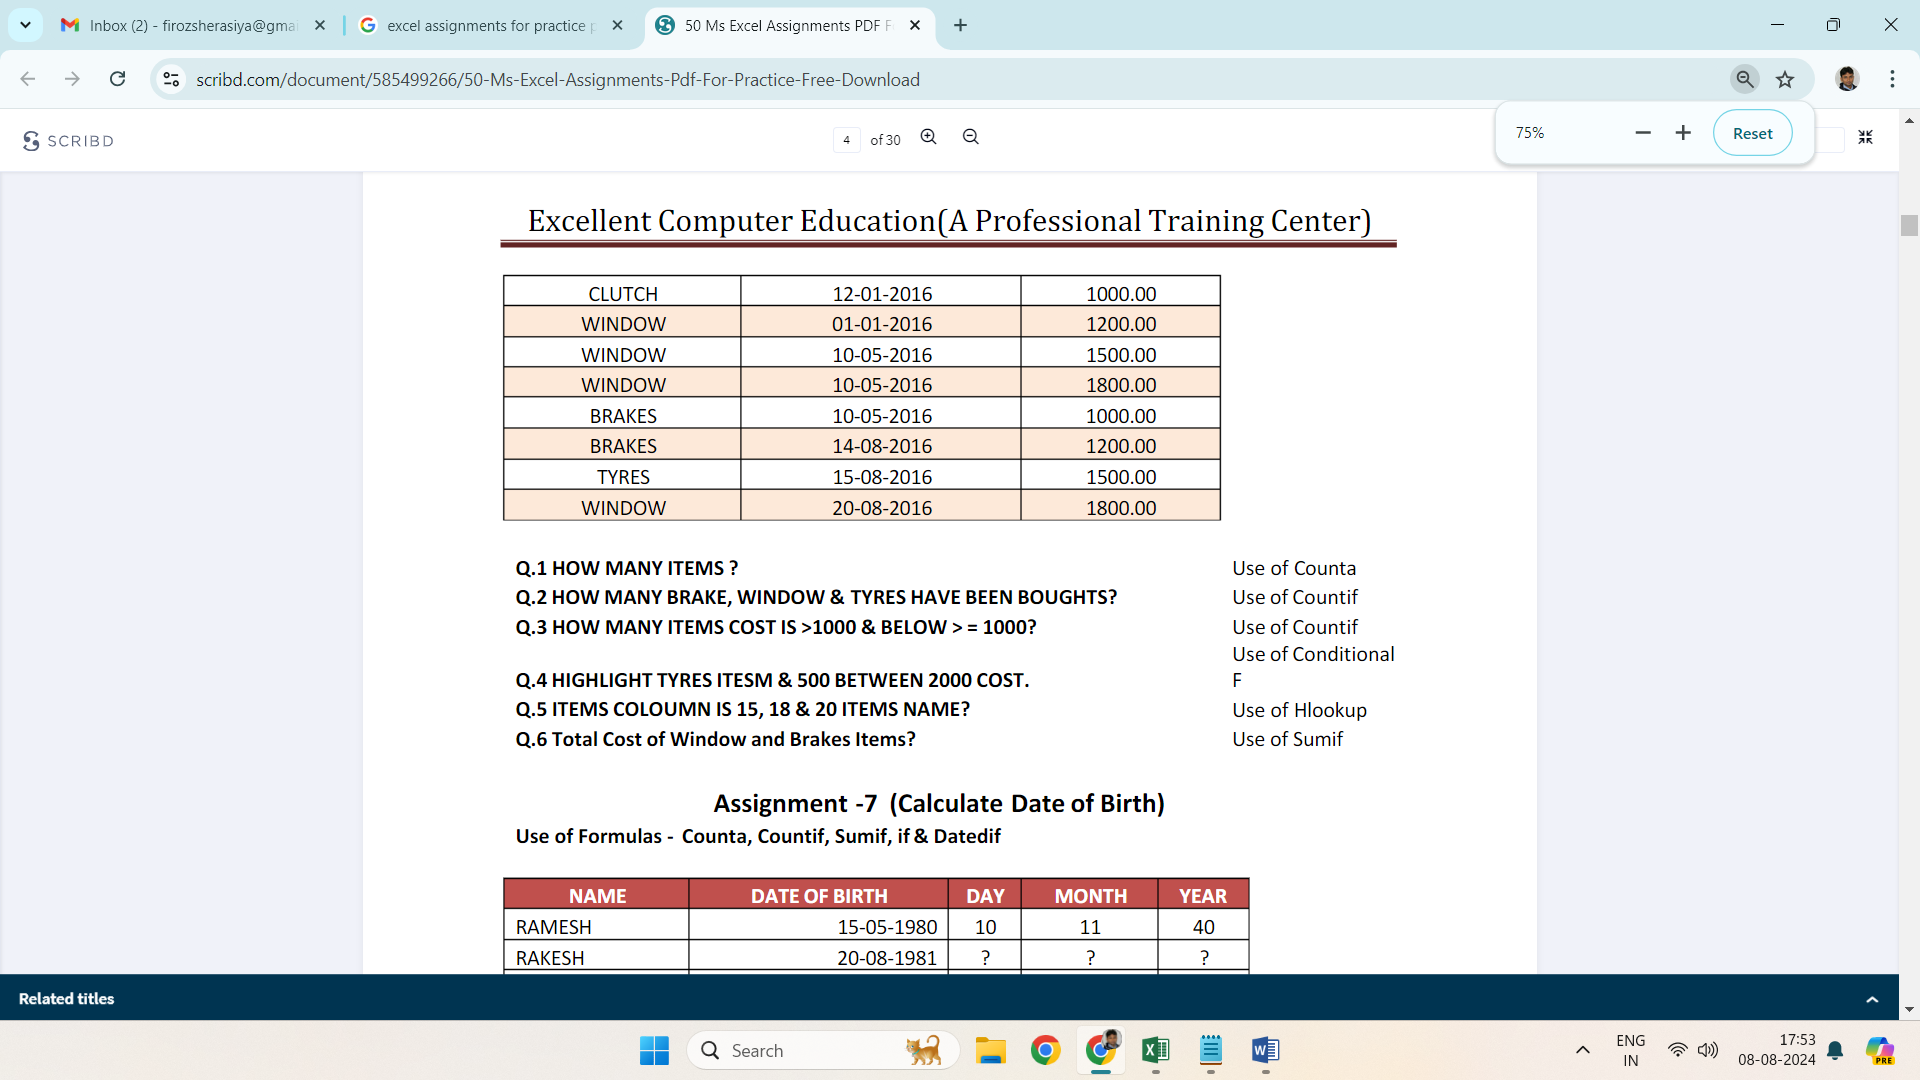 Inbox (2) - firozsherasiya@gmai
excel assignments for practice p
50 Ms Excel Assignments PDF F
scribd.com/document/585499266/50-Ms-Excel-Assignments-Pdf-For-Practice-Free-Download
75% Reset
SCRIBD 4 of 30
Excellent Computer Education(A Professional Training Center)
CLUTCH 12-01-2016 1000.00
WINDOW 01-01-2016 1200.00
WINDOW 10-05-2016 1500.00
WINDOW 10-05-2016 1800.00
BRAKES 10-05-2016 1000.00
BRAKES 14-08-2016 1200.00
TYRES 15-08-2016 1500.00
WINDOW 20-08-2016 1800.00
Q.1 HOW MANY ITEMS ? Use of Counta
Q.2 HOW MANY BRAKE, WINDOW & TYRES HAVE BEEN BOUGHTS? Use of Countif
Q.3 HOW MANY ITEMS COST IS >1000 & BELOW > = 1000? Use of Countif
Use of Conditional
Q.4 HIGHLIGHT TYRES ITESM & 500 BETWEEN 2000 COST. F
Q.5 ITEMS COLOUMN IS 15, 18 & 20 ITEMS NAME? Use of Hlookup
Q.6 Total Cost of Window and Brakes Items? Use of Sumif
Assignment -7 (Calculate Date of Birth)
Use of Formulas - Counta, Countif, Sumif, if & Datedif
NAME DATE OF BIRTH DAY MONTH YEAR
RAMESH 15-05-1980 10 11 40
RAKESH 20-08-1981 ? ? ?
Related titles
Search
ENG
IN
17:53
08-08-2024
PRE